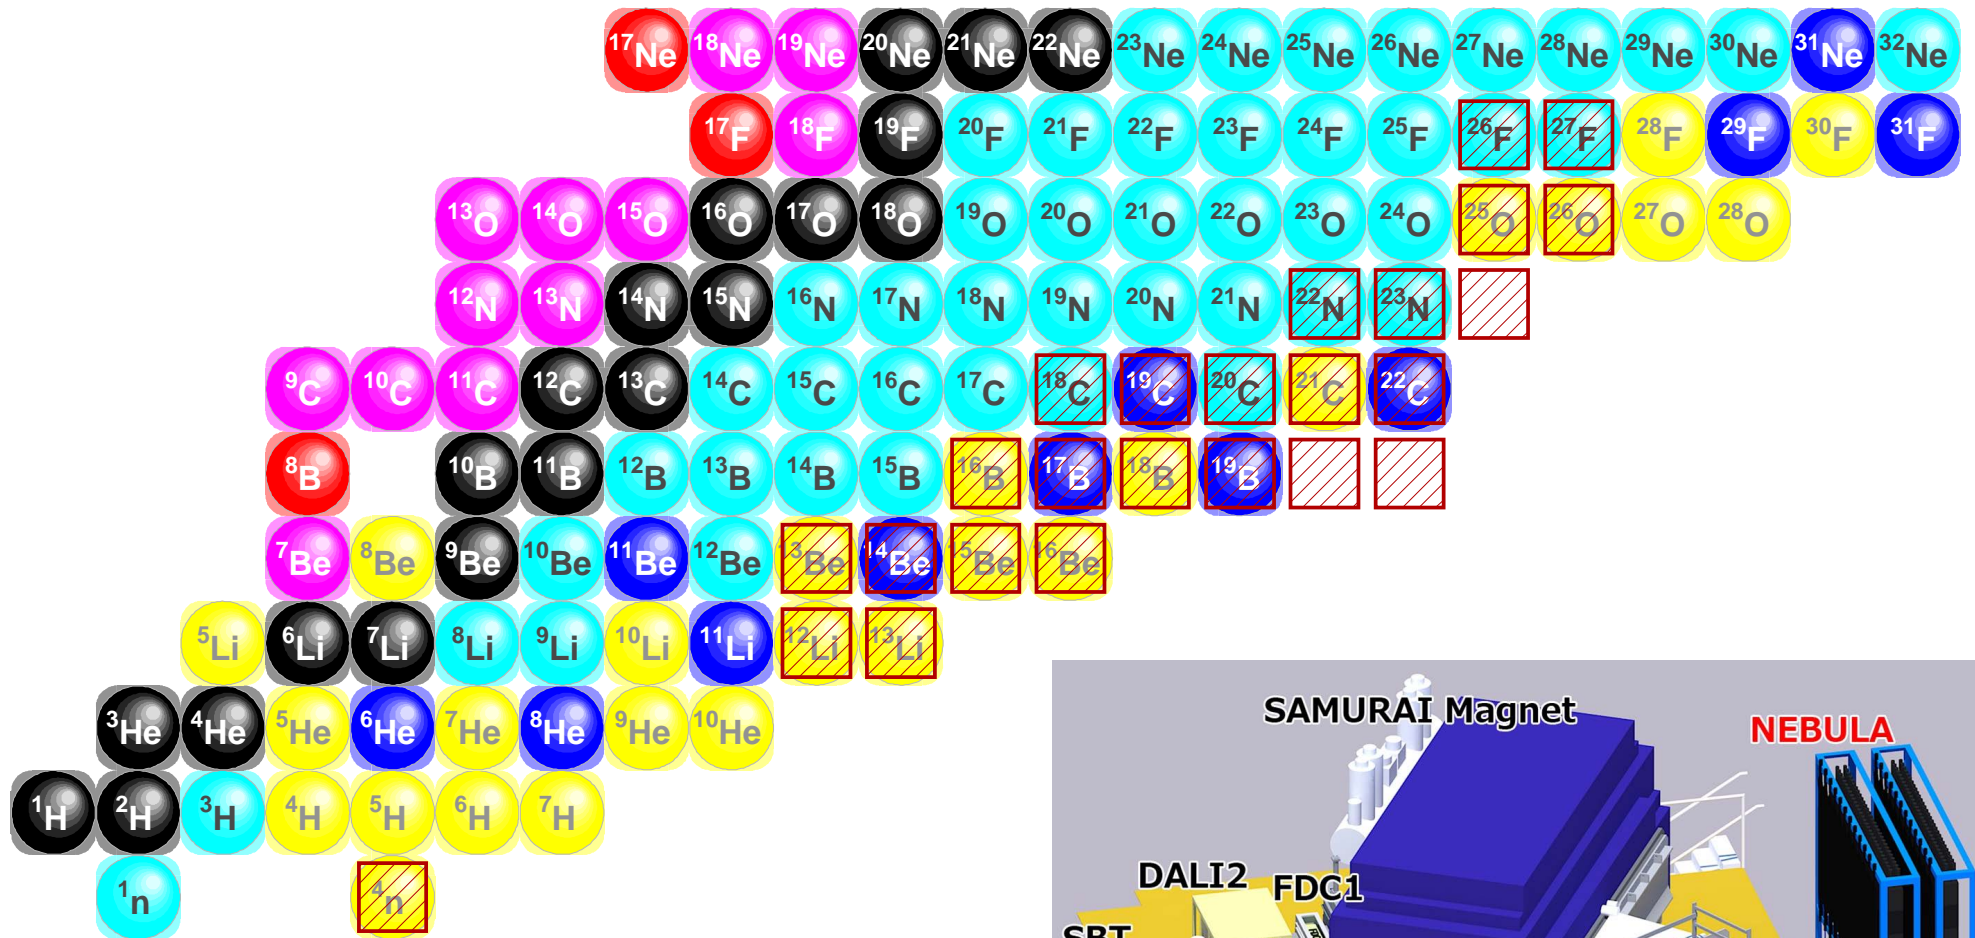 17Ne 18Ne 19Ne 20Ne 21Ne 22Ne 23Ne 24Ne 25Ne 26Ne 27Ne 28Ne 29Ne 30Ne 31Ne 32Ne
17F 18F 19F 20F 21F 22F 23F 24F 25F 26F 27F 28F 29F 30F 31F
13O 14O 15O 16O 17O 18O 19O 20O 21O 22O 23O 24O 25O 26O 27O 28O
12N 13N 14N 15N 16N 17N 18N 19N 20N 21N 22N 23N
9C 10C 11C 12C 13C 14C 15C 16C 17C 18C 19C 20C 21C 22C
8B 10B 11B 12B 13B 14B 15B 16B 17B 18B 19B
7Be 8Be 9Be 10Be 11Be 12Be 13Be 14Be 15Be 16Be
5Li 6Li 7Li 8Li 9Li 10Li 11Li 12Li 13Li
3He 4He 5He 6He 7He 8He 9He 10He
1H 2H 3H 4H 5H 6H 7H
1n 4n
SAMURAI Magnet
NEBULA
DALI2
FDC1
SBT